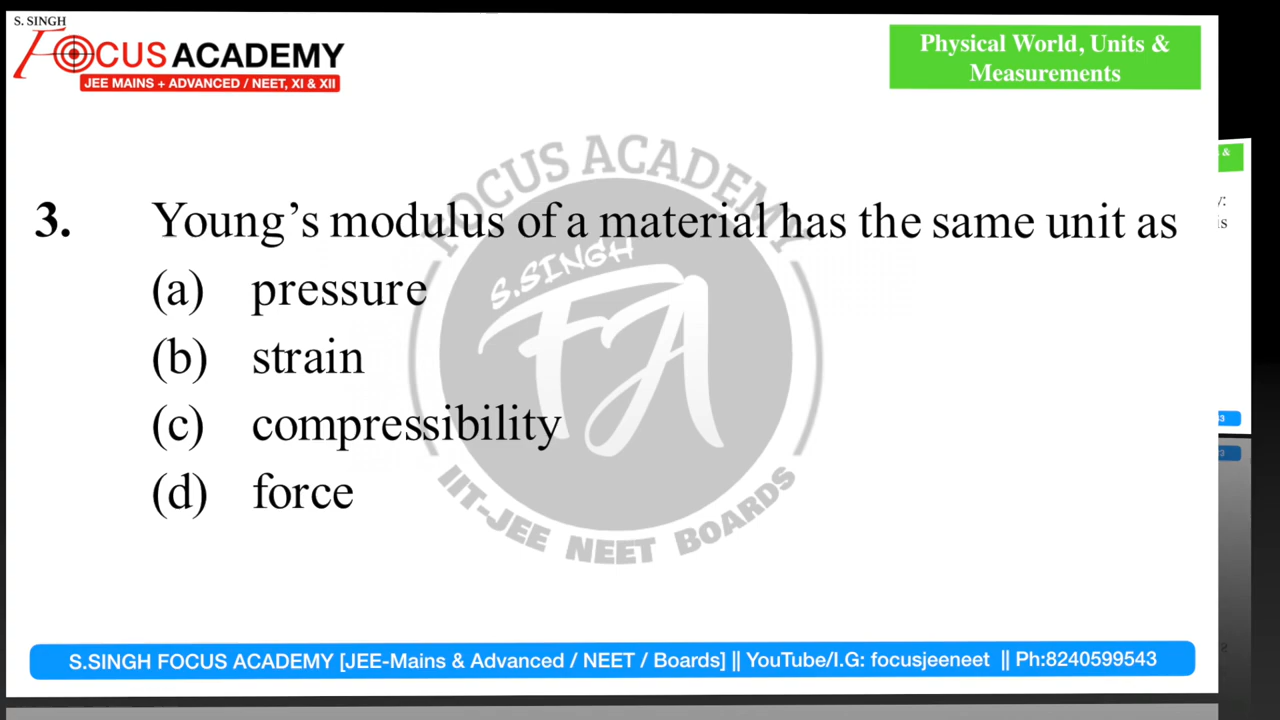 S. SINGH
FOCUS ACADEMY
JEE MAINS + ADVANCED / NEET, XI & XII
Physical World, Units &
Measurements
FOCUS ACADEMY
S.SINGH
FA
IIT-JEE NEET BOARDS
3. Young’s modulus of a material has the same unit as
(a) pressure
(b) strain
(c) compressibility
(d) force
S.SINGH FOCUS ACADEMY [JEE-Mains & Advanced / NEET / Boards] || YouTube/I.G: focusjeeneet || Ph:8240599543